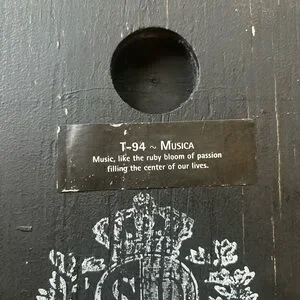 T-94 ~ MUSICA
Music, like the ruby bloom of passion
filling the center of our lives.